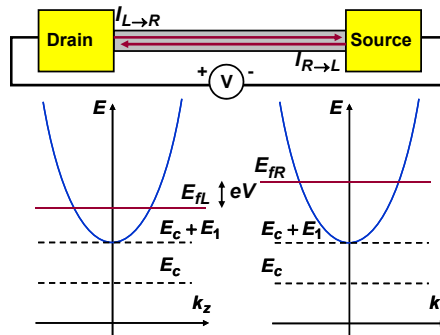 I_{L→R}
Drain
Source
I_{R→L}
+ V -
E
E
E_{fR}
E_{fL}
eV
E_c + E_1
E_c + E_1
E_c
E_c
k_z
k